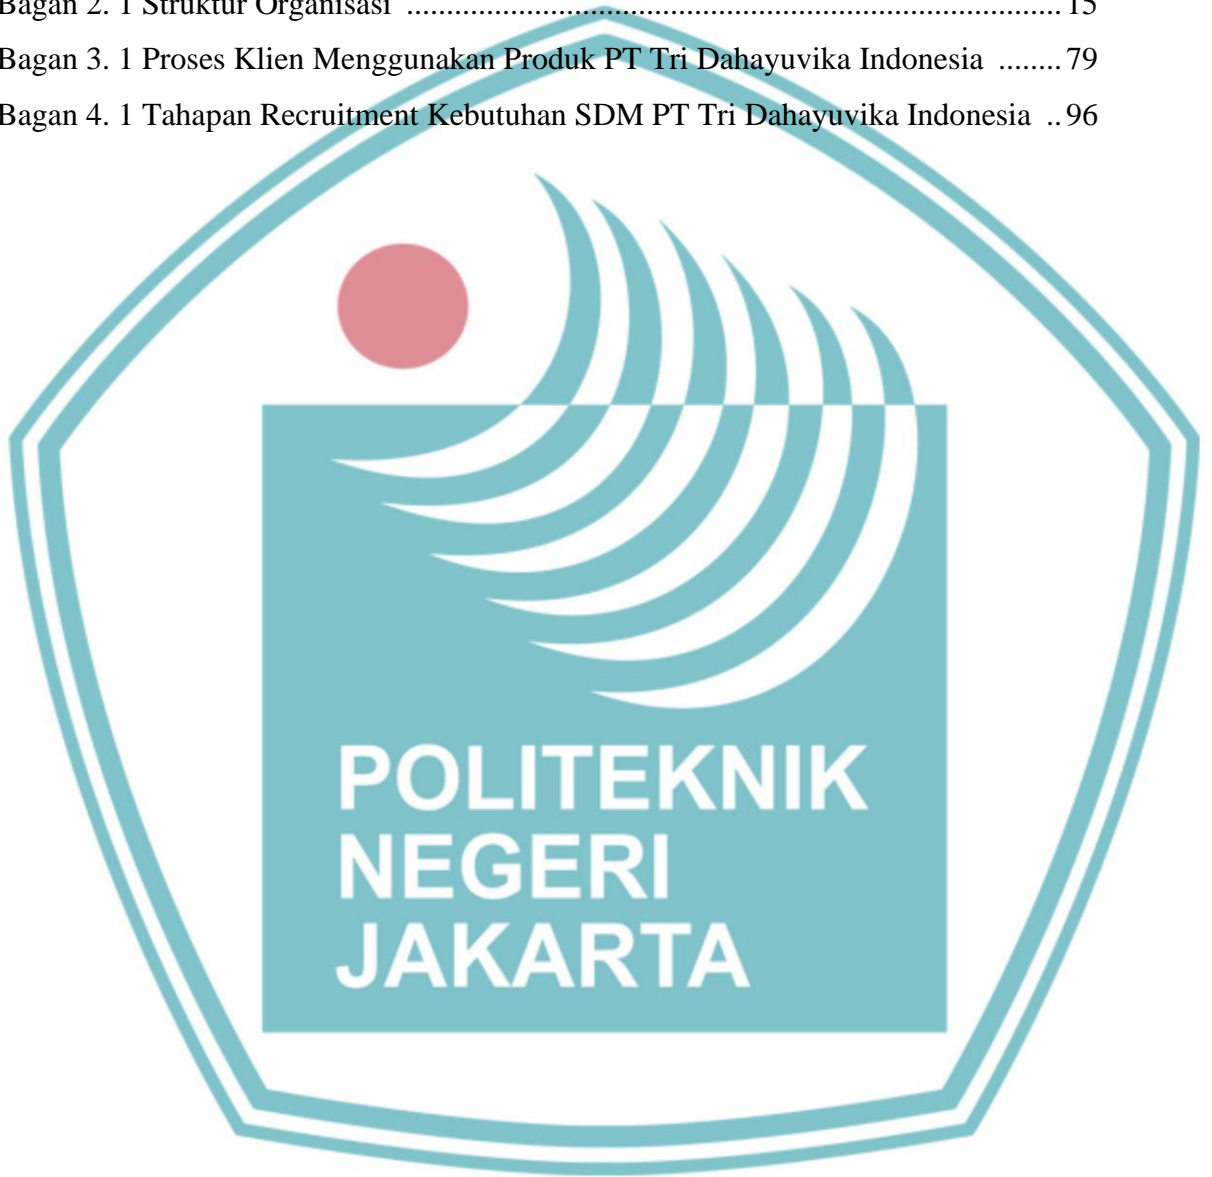 Bagan 2. 1 Struktur Organisasi .................................................................................. 15
Bagan 3. 1 Proses Klien Menggunakan Produk PT Tri Dahayuvika Indonesia ........ 79
Bagan 4. 1 Tahapan Recruitment Kebutuhan SDM PT Tri Dahayuvika Indonesia .. 96
POLITEKNIK
NEGERI
JAKARTA